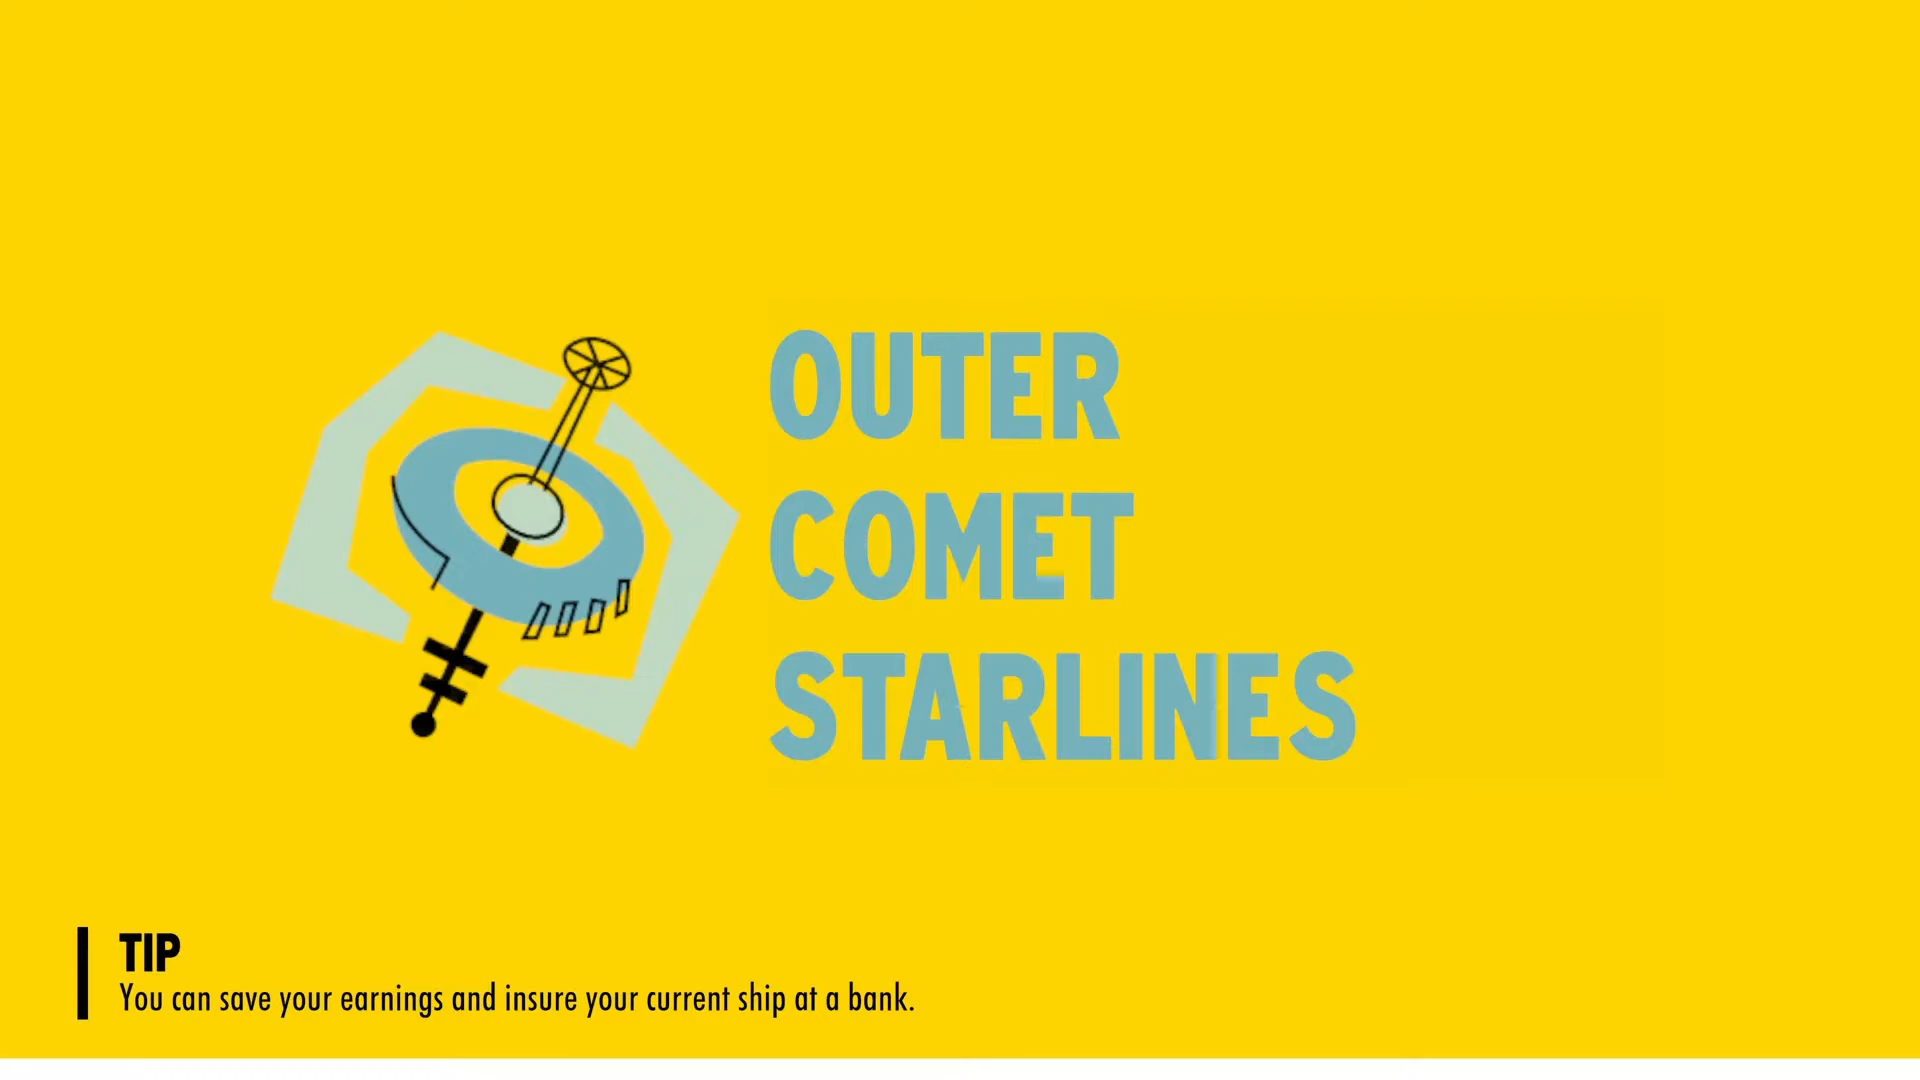 OUTER
COMET
STARLINES
TIP
You can save your earnings and insure your current ship at a bank.